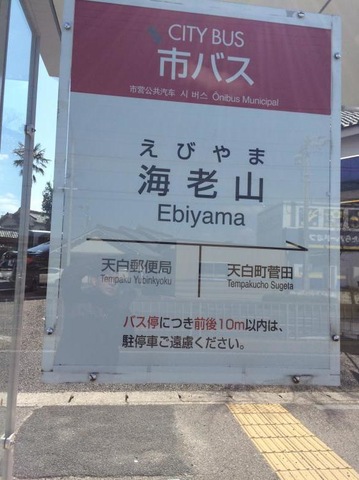 CITY BUS
市バス
市营公共汽车 시 버스 Ônibus Municipal
えびやま
海老山
Ebiyama
天白郵便局 天白町菅田
Tempaku Yubinkyoku Tempakucho Sugeta
バス停につき前後10m以内は、
駐停車ご遠慮ください。